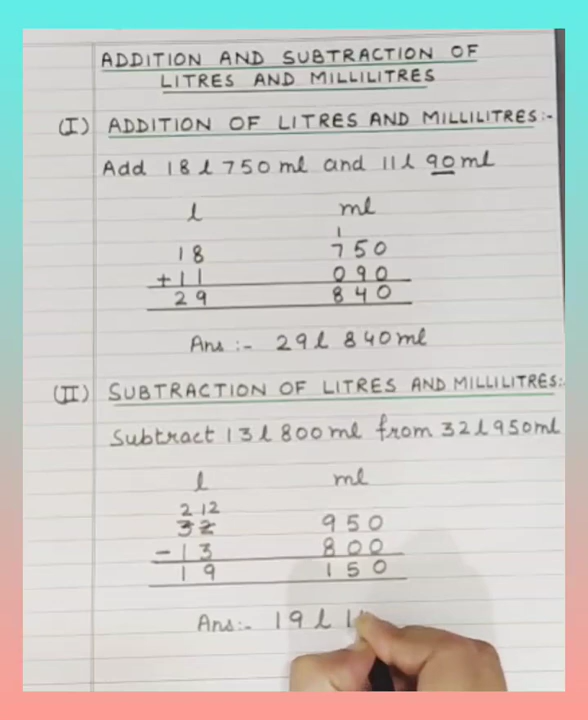 ADDITION AND SUBTRACTION OF
LITRES AND MILLILITRES
(I) ADDITION OF LITRES AND MILLILITRES:-
Add 18 l 750 ml and 11 l 90 ml
l ml
1
18 750
+11 090
29 840
Ans :- 29 l 840 ml
(II) SUBTRACTION OF LITRES AND MILLILITRES:
Subtract 13 l 800 ml from 32 l 950 ml
l ml
2 12
32 950
-13 800
19 150
Ans:- 19 l 1